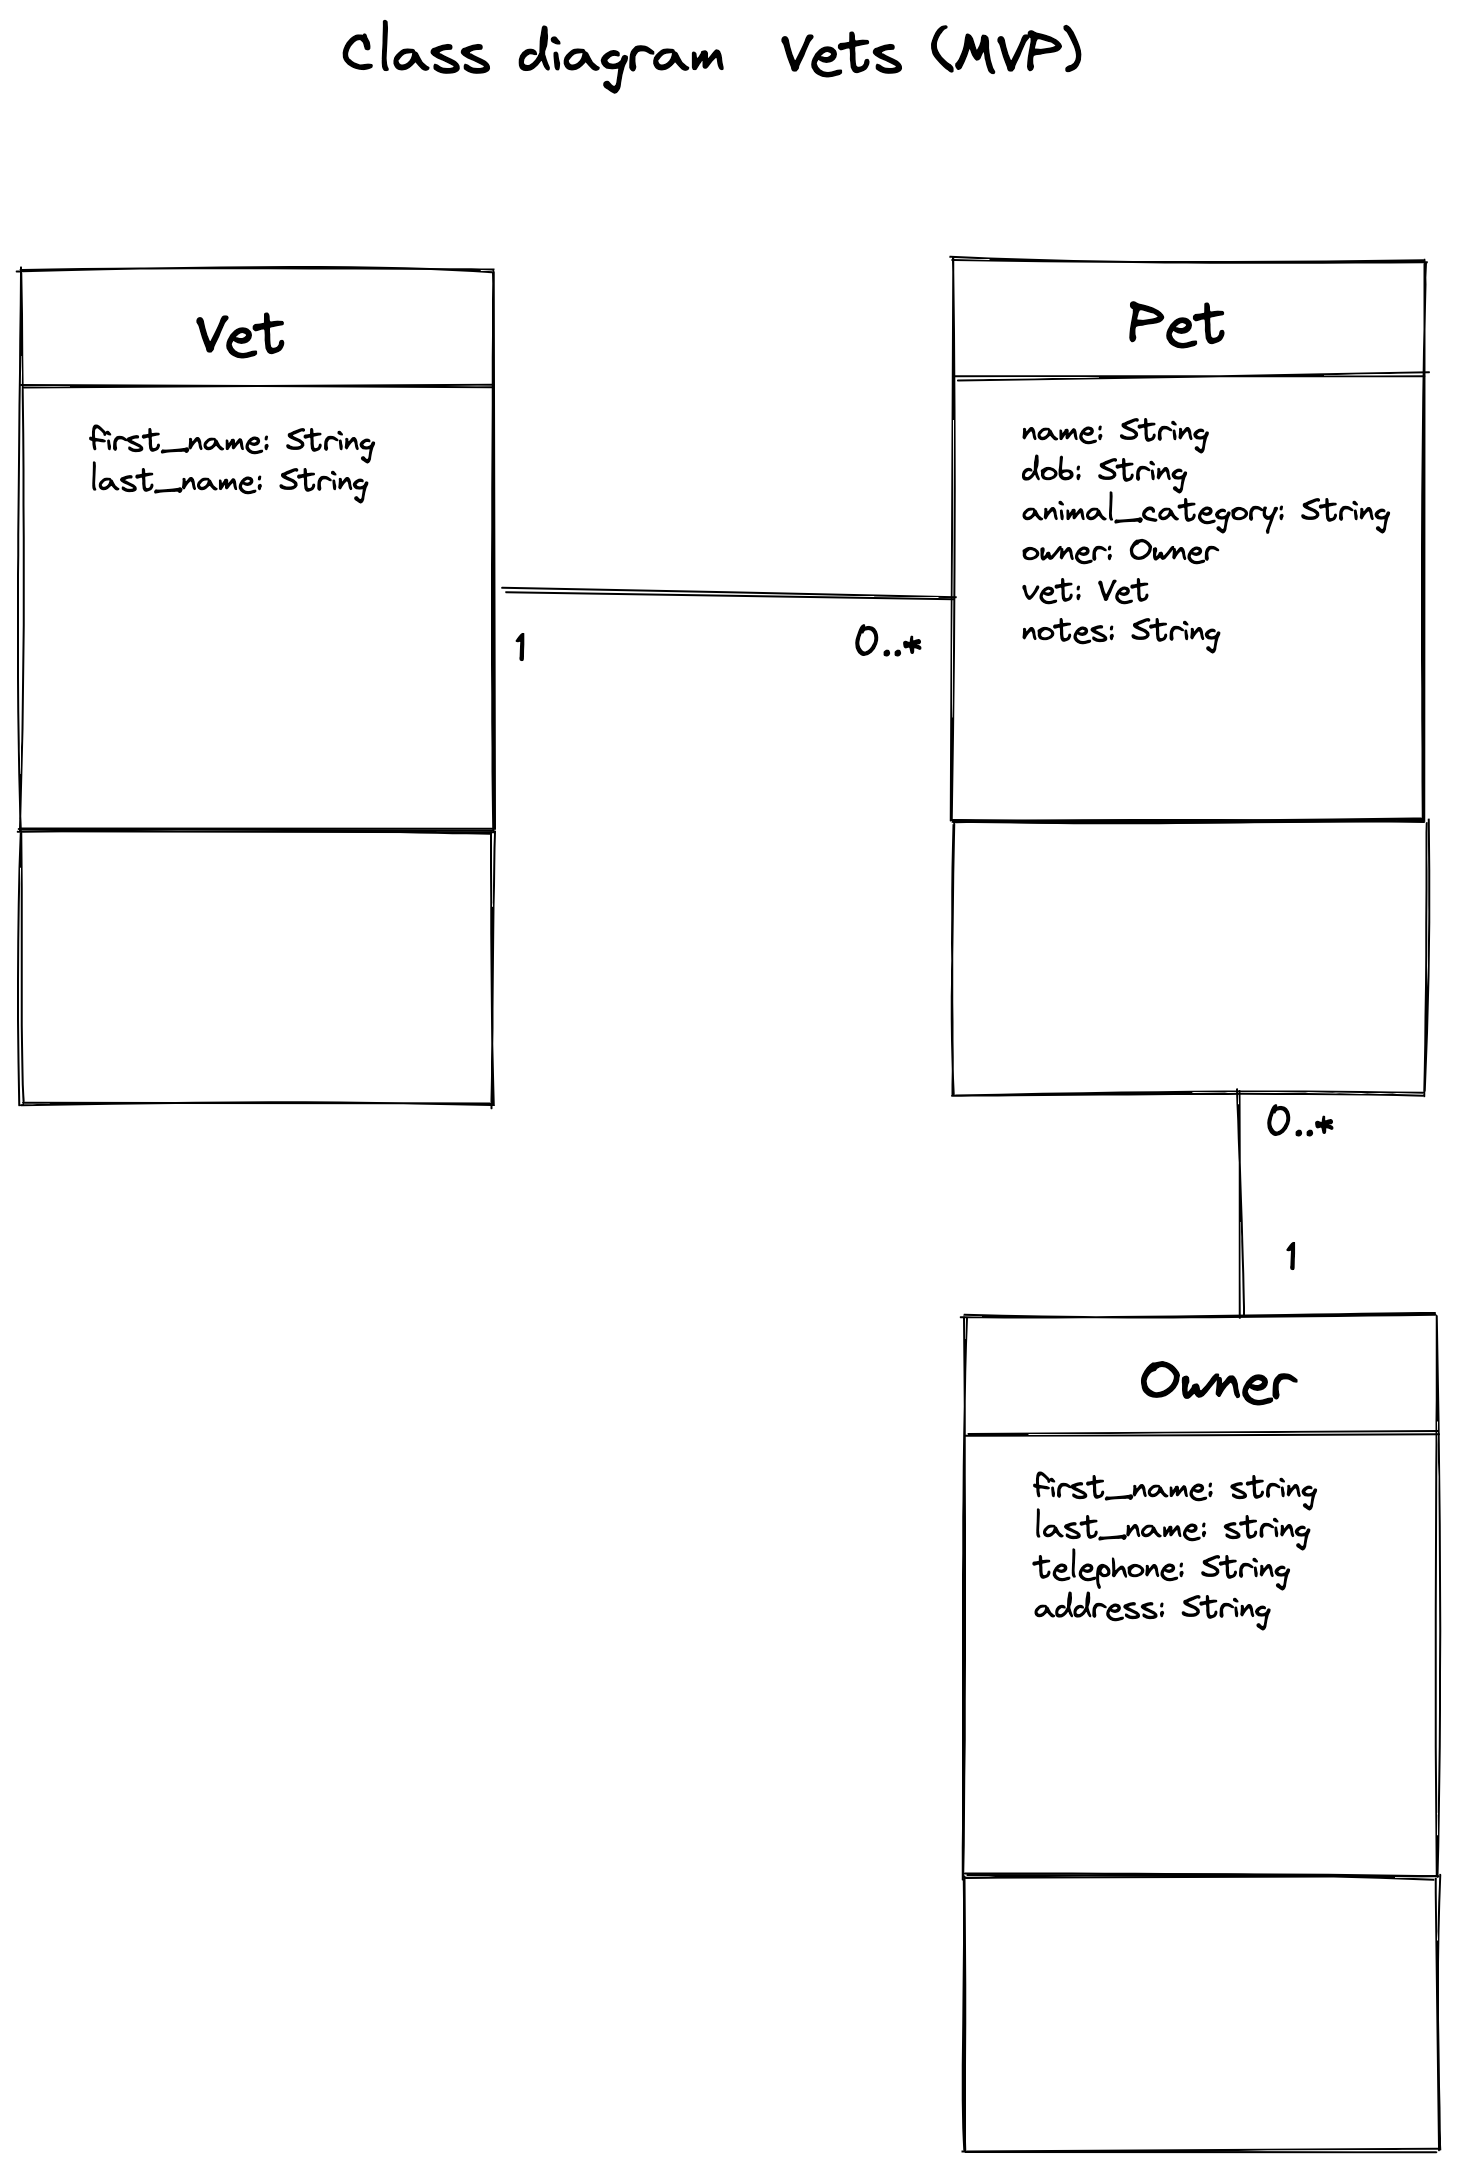 Class diagram Vets (MVP)
Vet
first_name: String
last_name: String
1
0..*
Pet
name: String
dob: String
animal_category: String
owner: Owner
vet: Vet
notes: String
0..*
1
Owner
first_name: string
last_name: string
telephone: String
address: String